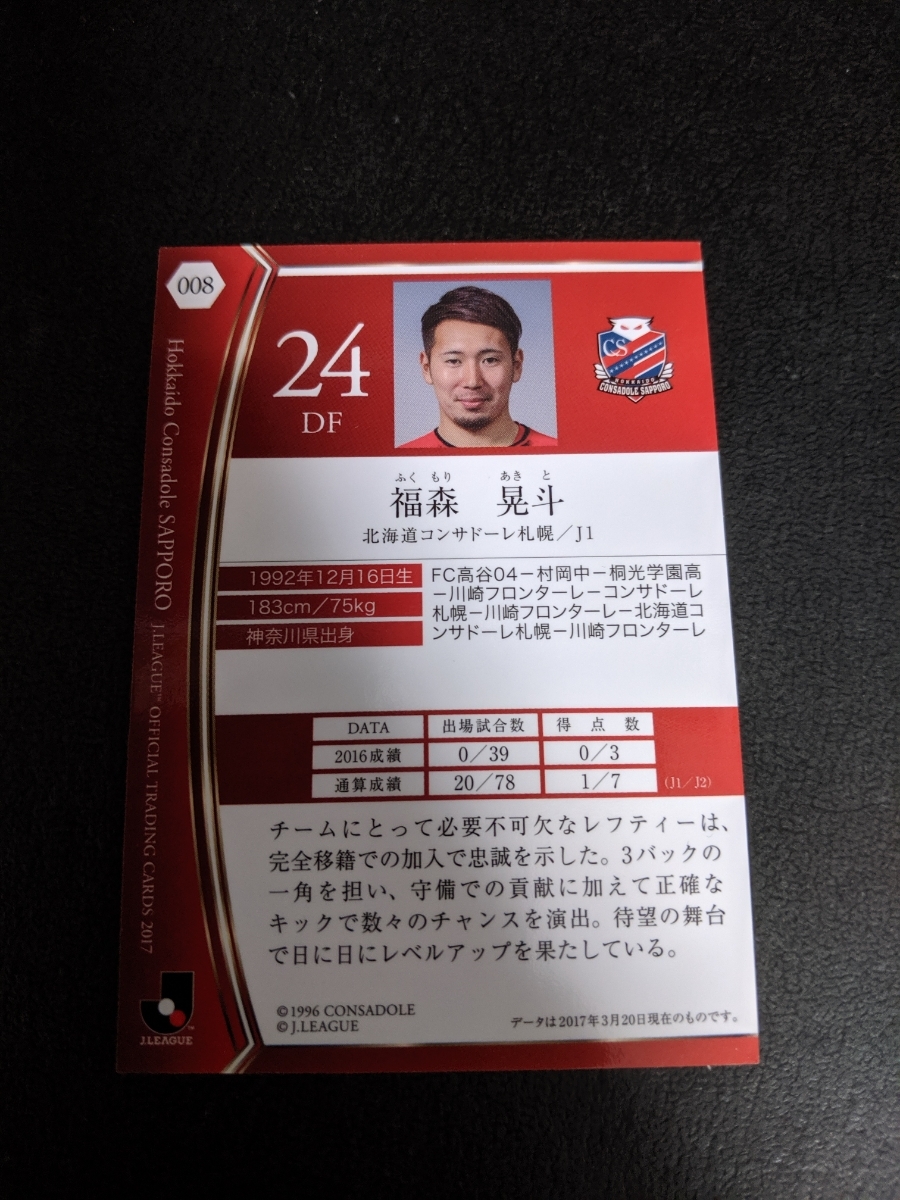 008
Hokkaido Consadole SAPPORO J.LEAGUE™ OFFICIAL TRADING CARDS 2017
24
DF
CS
HOKKAIDO
CONSADOLE SAPPORO
ふく もり あき と
福森 晃斗
北海道コンサドーレ札幌／J1
1992年12月16日生
183cm／75kg
神奈川県出身
FC高谷04－村岡中－桐光学園高
－川崎フロンターレ－コンサドーレ
札幌－川崎フロンターレ－北海道コ
ンサドーレ札幌－川崎フロンターレ
DATA 出場試合数 得点数
2016成績 0／39 0／3
通算成績 20／78 1／7 (J1／J2)
チームにとって必要不可欠なレフティーは、
完全移籍での加入で忠誠を示した。3バックの
一角を担い、守備での貢献に加えて正確な
キックで数々のチャンスを演出。待望の舞台
で日に日にレベルアップを果たしている。
©1996 CONSADOLE
©J.LEAGUE
データは2017年3月20日現在のものです。
J.LEAGUE